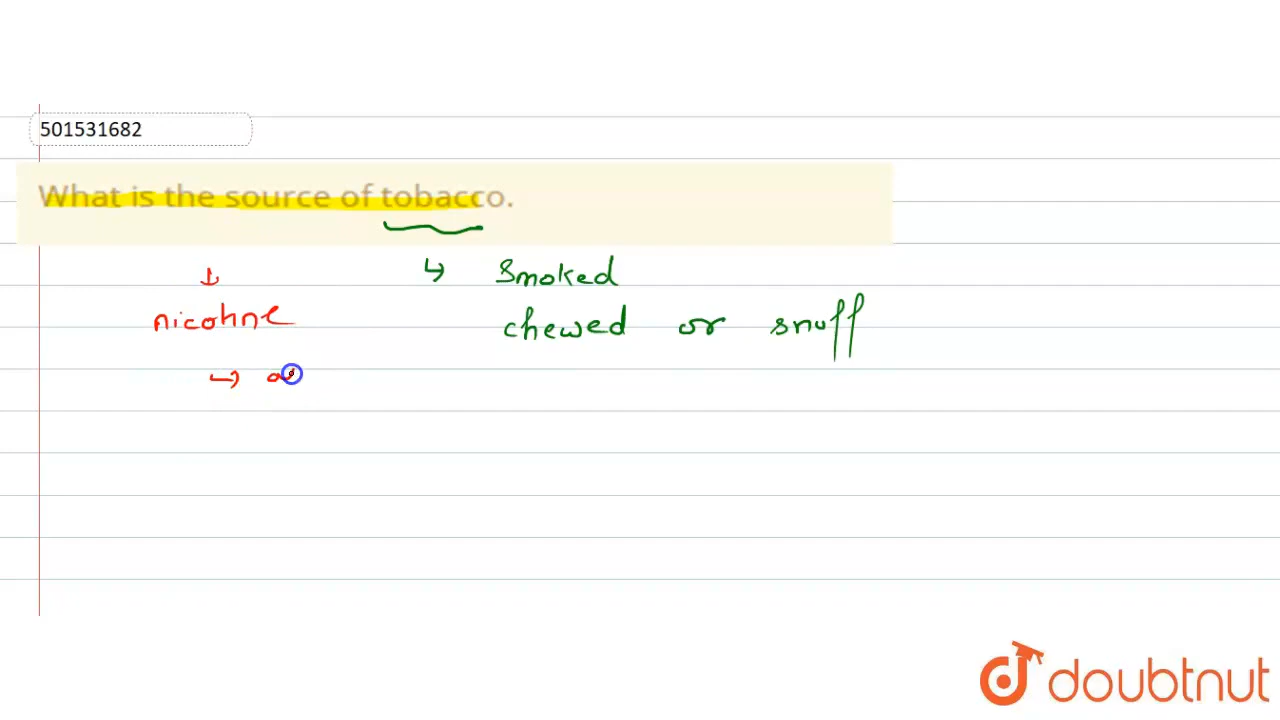 501531682
What is the source of tobacco.
↓ ↳ Smoked
nicotine chewed or snuff
↳
doubtnut